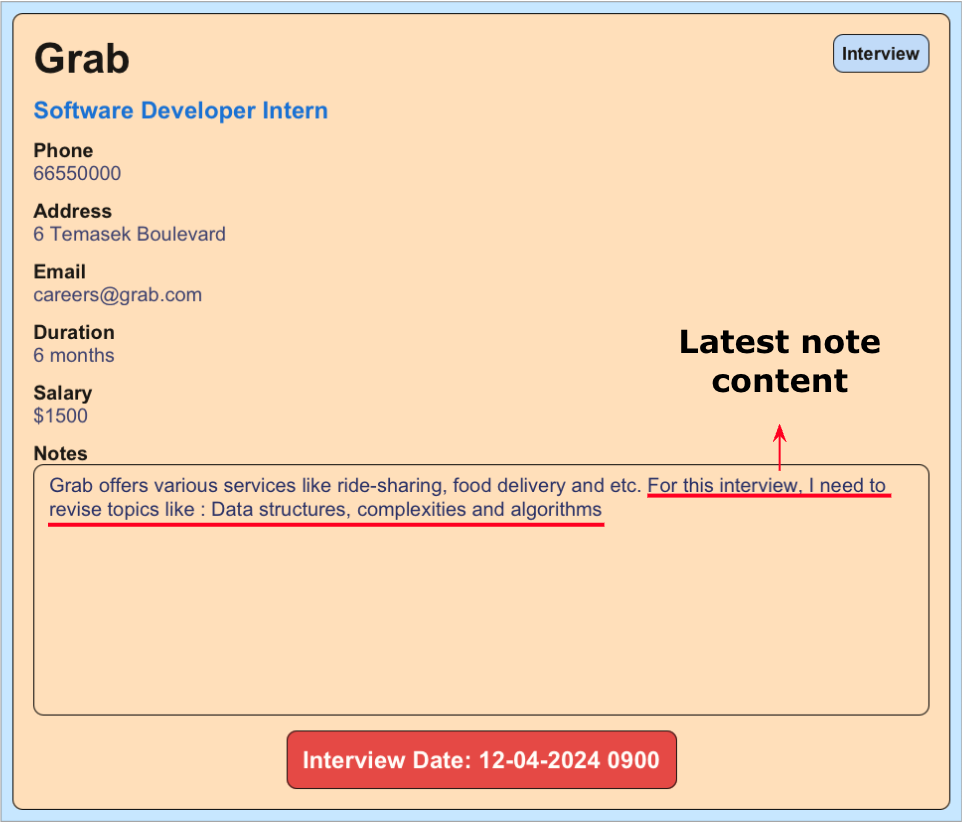 Grab
Interview
Software Developer Intern
Phone
66550000
Address
6 Temasek Boulevard
Email
careers@grab.com
Duration
6 months
Latest note
content
Salary
$1500
Notes
Grab offers various services like ride-sharing, food delivery and etc. For this interview, I need to
revise topics like : Data structures, complexities and algorithms
Interview Date: 12-04-2024 0900